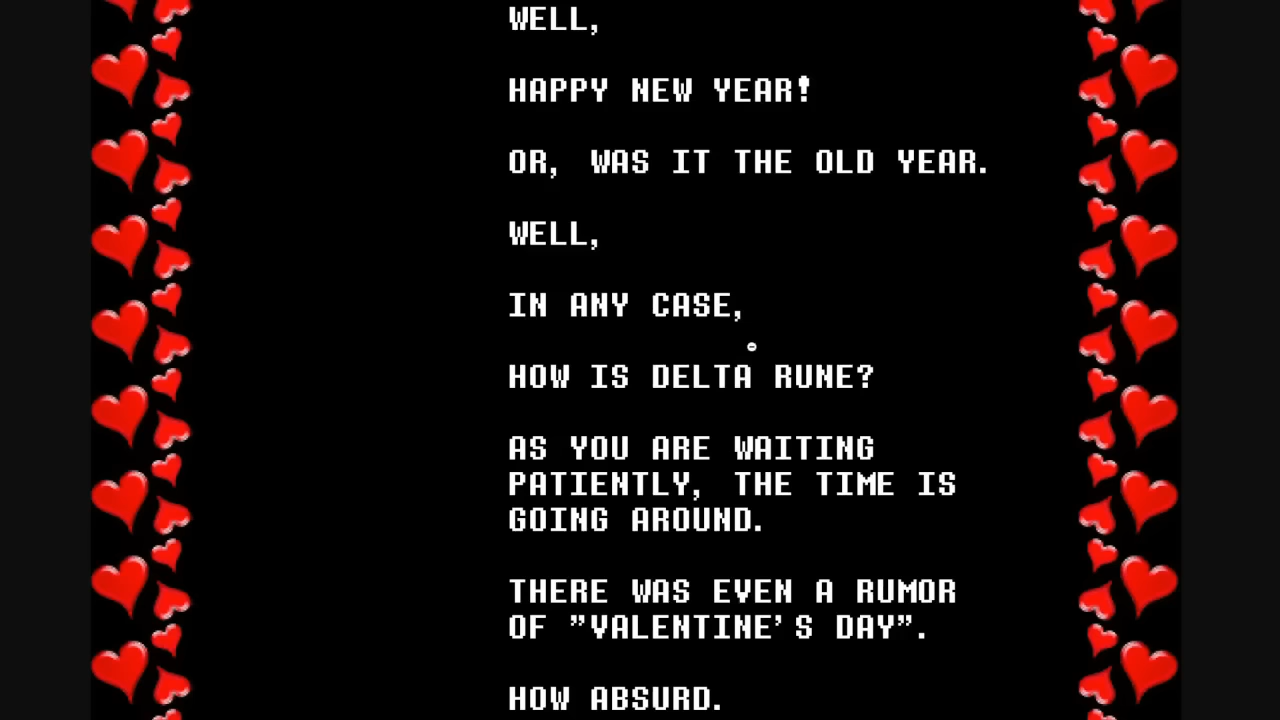 WELL,
HAPPY NEW YEAR!
OR, WAS IT THE OLD YEAR.
WELL,
IN ANY CASE,
HOW IS DELTA RUNE?
AS YOU ARE WAITING
PATIENTLY, THE TIME IS
GOING AROUND.
THERE WAS EVEN A RUMOR
OF "VALENTINE'S DAY".
HOW ABSURD.